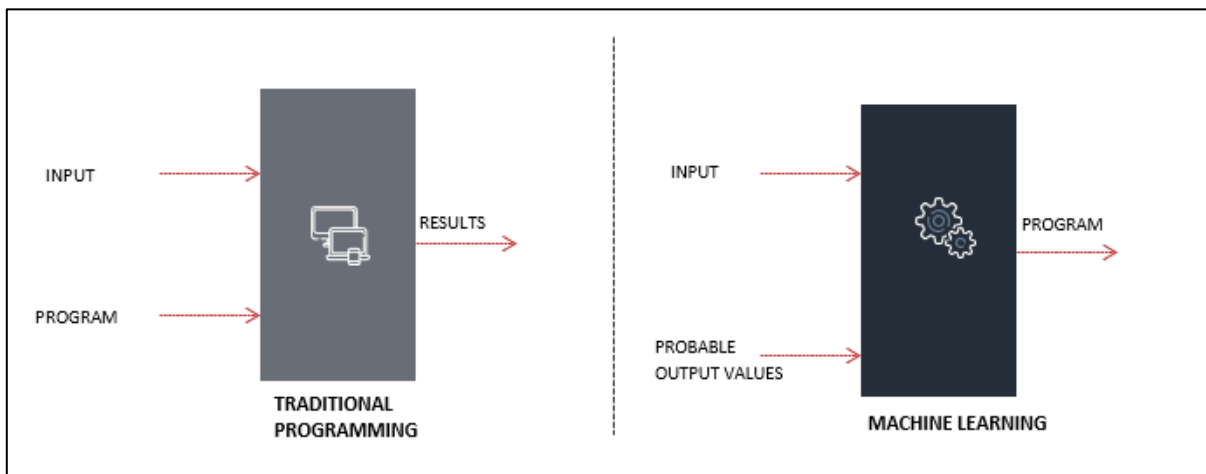 INPUT
PROGRAM
RESULTS
TRADITIONAL
PROGRAMMING
INPUT
PROBABLE
OUTPUT VALUES
PROGRAM
MACHINE LEARNING